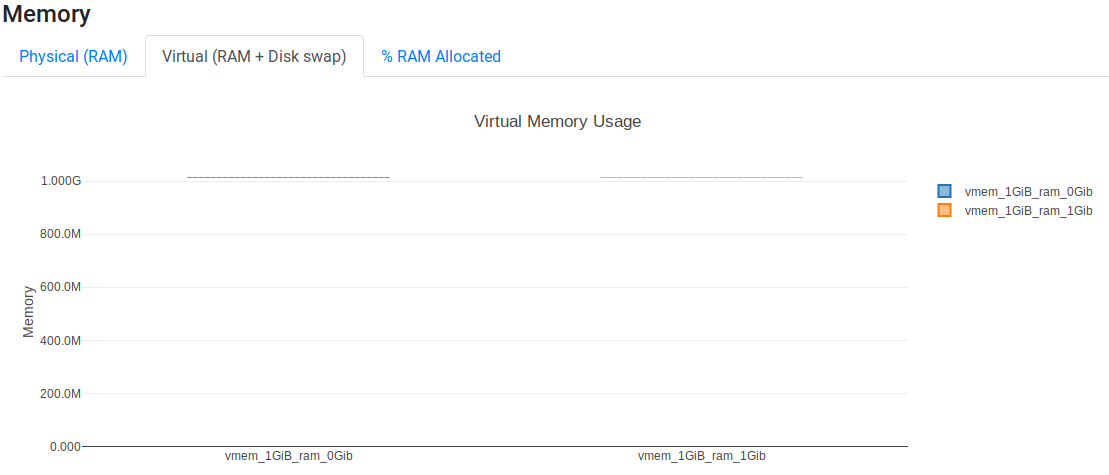 Memory
Physical (RAM) Virtual (RAM + Disk swap) % RAM Allocated
Virtual Memory Usage
1.000G
800.0M
600.0M
400.0M
200.0M
0.000
Memory
vmem_1GiB_ram_0Gib vmem_1GiB_ram_1Gib
vmem_1GiB_ram_0Gib
vmem_1GiB_ram_1Gib